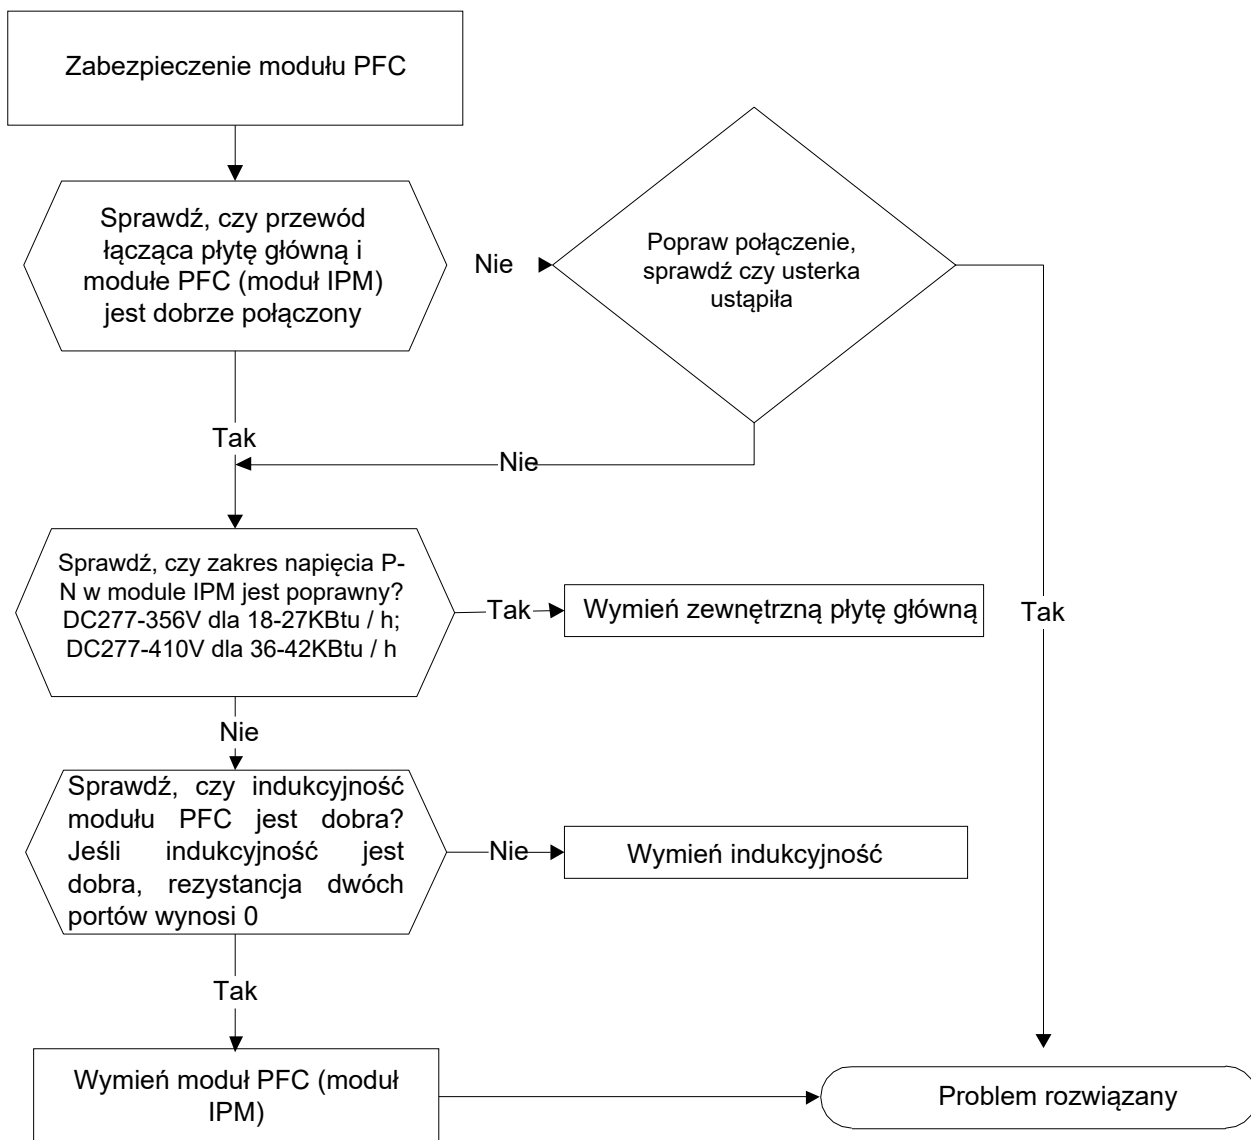 Zabezpieczenie modułu PFC
Sprawdź, czy przewód
łącząca płytę główną i
modułe PFC (moduł IPM)
jest dobrze połączony
Nie
Popraw połączenie,
sprawdź czy usterka
ustąpiła
Tak
Nie
Sprawdź, czy zakres napięcia P-
N w module IPM jest poprawny?
DC277-356V dla 18-27KBtu / h;
DC277-410V dla 36-42KBtu / h
Tak
Wymień zewnętrzną płytę główną
Tak
Nie
Sprawdź, czy indukcyjność
modułu PFC jest dobra?
Jeśli indukcyjność jest
dobra, rezystancja dwóch
portów wynosi 0
Nie
Wymień indukcyjność
Tak
Wymień moduł PFC (moduł
IPM)
Problem rozwiązany